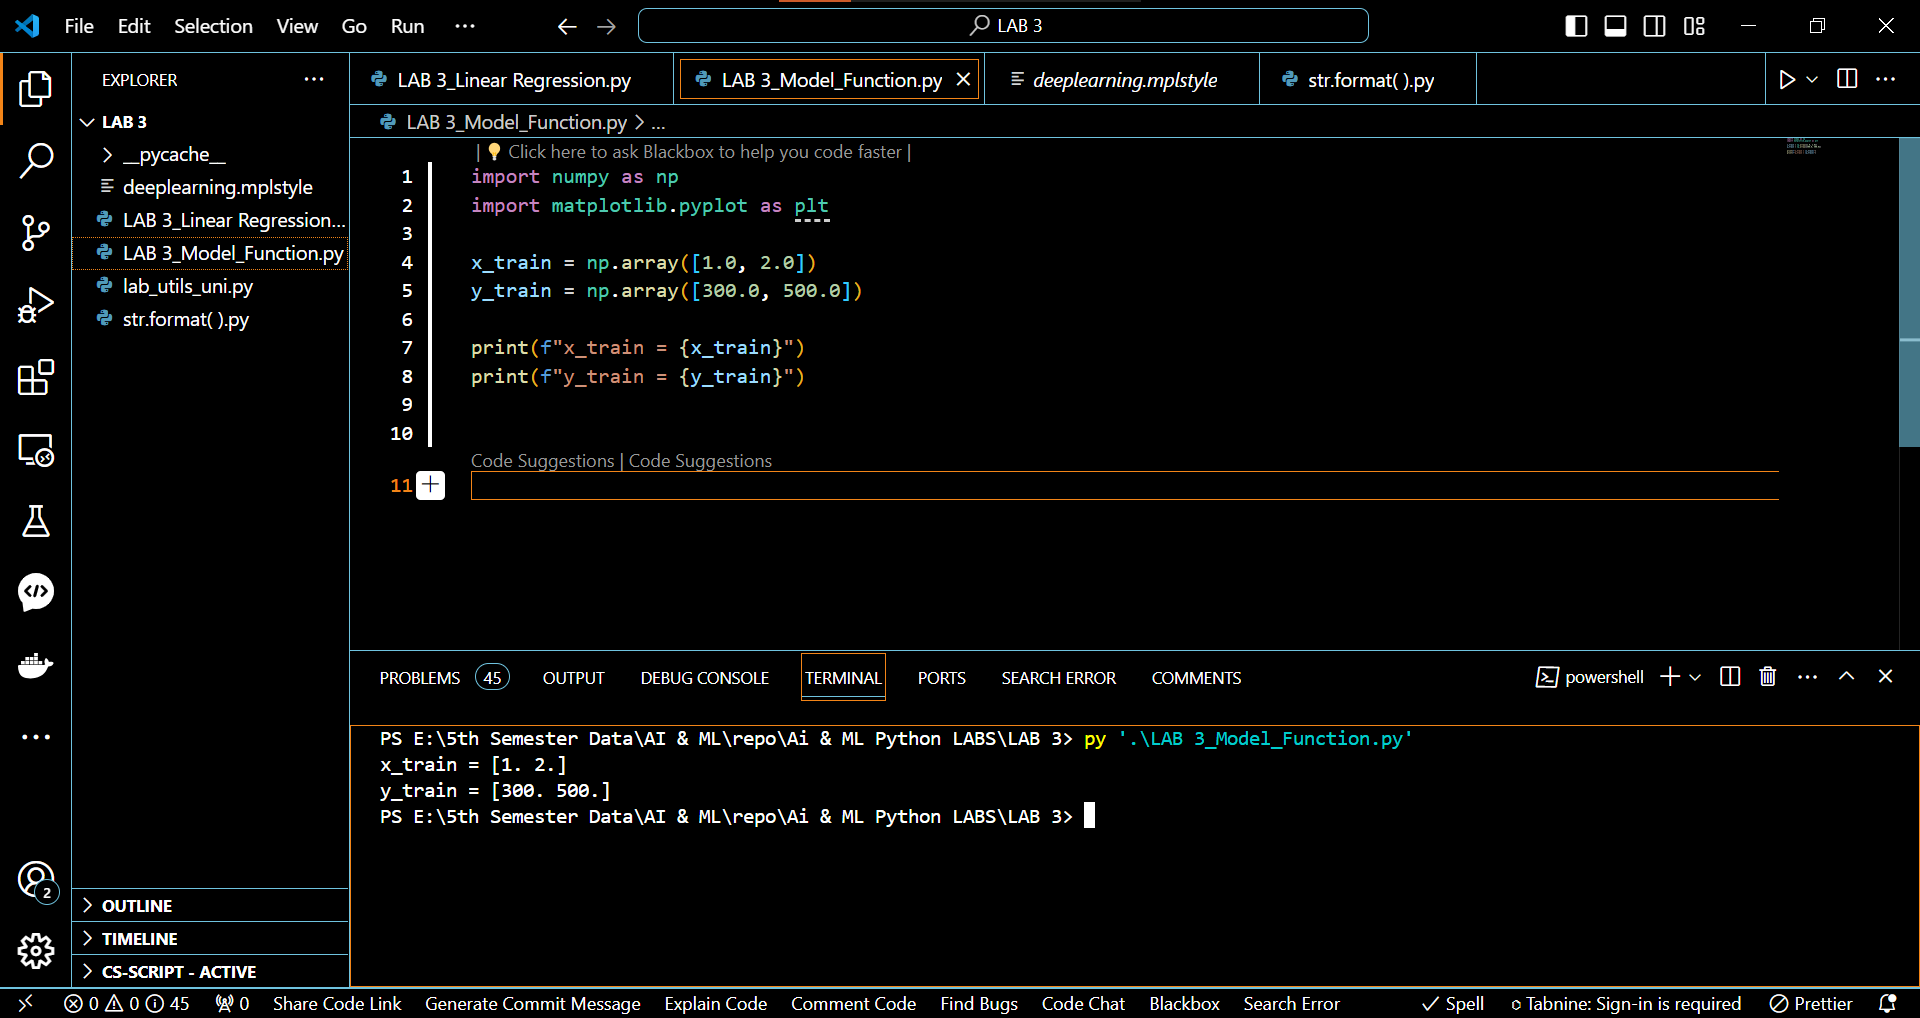 File Edit Selection View Go Run ··· LAB 3
EXPLORER ···
LAB 3
__pycache__
deeplearning.mplstyle
LAB 3_Linear Regression...
LAB 3_Model_Function.py
lab_utils_uni.py
str.format( ).py
OUTLINE
TIMELINE
CS-SCRIPT - ACTIVE
2
LAB 3_Linear Regression.py LAB 3_Model_Function.py deeplearning.mplstyle str.format( ).py
LAB 3_Model_Function.py > ...
| 💡 Click here to ask Blackbox to help you code faster |
1 import numpy as np
2 import matplotlib.pyplot as plt
3
4 x_train = np.array([1.0, 2.0])
5 y_train = np.array([300.0, 500.0])
6
7 print(f"x_train = {x_train}")
8 print(f"y_train = {y_train}")
9
10
Code Suggestions | Code Suggestions
11
PROBLEMS 45 OUTPUT DEBUG CONSOLE TERMINAL PORTS SEARCH ERROR COMMENTS powershell
PS E:\5th Semester Data\AI & ML\repo\Ai & ML Python LABS\LAB 3> py '.\LAB 3_Model_Function.py'
x_train = [1. 2.]
y_train = [300. 500.]
PS E:\5th Semester Data\AI & ML\repo\Ai & ML Python LABS\LAB 3>
0 0 45 0 Share Code Link Generate Commit Message Explain Code Comment Code Find Bugs Code Chat Blackbox Search Error Spell Tabnine: Sign-in is required Prettier